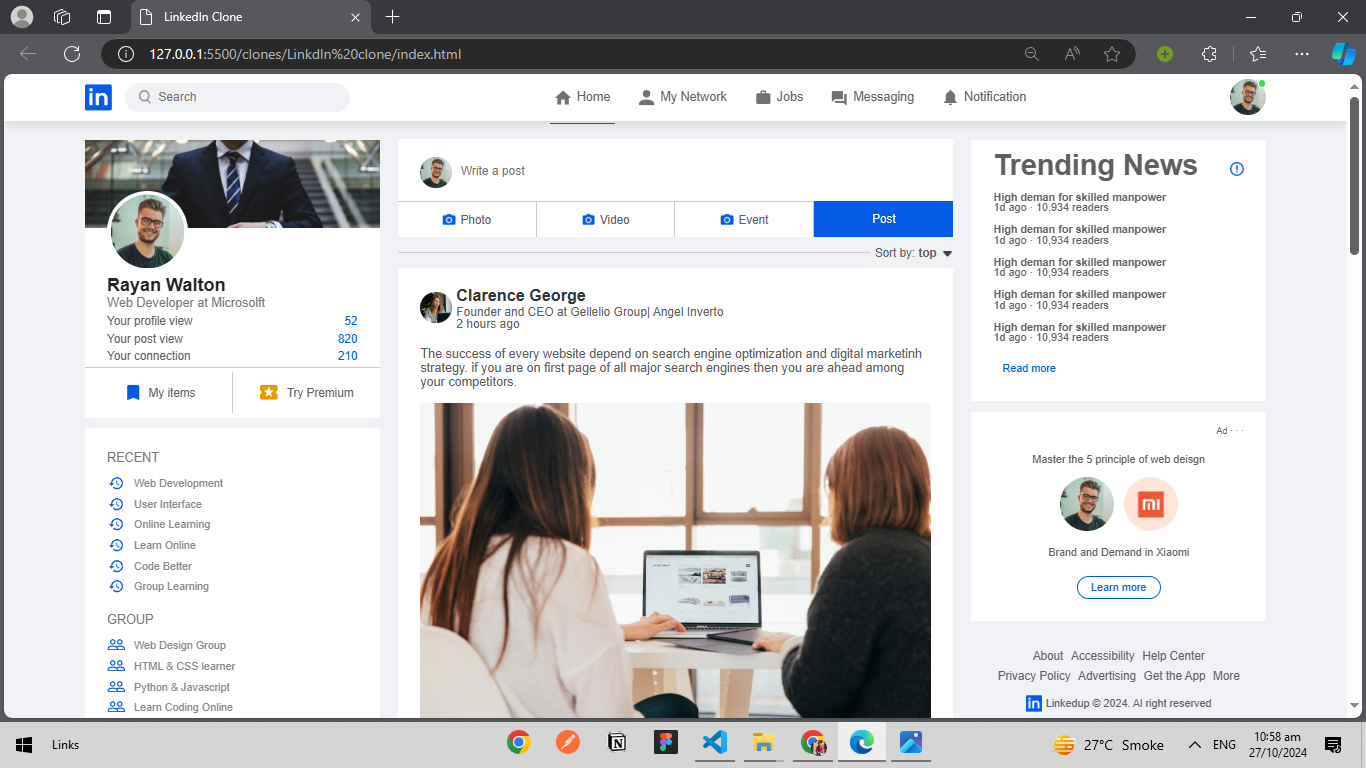 LinkedIn Clone
127.0.0.1:5500/clones/Linkdln%20clone/index.html
in
Search
Home
My Network
Jobs
Messaging
Notification
Rayan Walton
Web Developer at Microsolft
Your profile view 52
Your post view 820
Your connection 210
My items
Try Premium
RECENT
Web Development
User Interface
Online Learning
Learn Online
Code Better
Group Learning
GROUP
Web Design Group
HTML & CSS learner
Python & Javascript
Learn Coding Online
Write a post
Photo
Video
Event
Post
Sort by: top
Clarence George
Founder and CEO at Gellelio Group| Angel Inverto
2 hours ago
The success of every website depend on search engine optimization and digital marketinh
strategy. if you are on first page of all major search engines then you are ahead among
your competitors.
Trending News
High deman for skilled manpower
1d ago · 10,934 readers
High deman for skilled manpower
1d ago · 10,934 readers
High deman for skilled manpower
1d ago · 10,934 readers
High deman for skilled manpower
1d ago · 10,934 readers
High deman for skilled manpower
1d ago · 10,934 readers
Read more
Ad · · ·
Master the 5 principle of web deisgn
mi
Brand and Demand in Xiaomi
Learn more
About Accessibility Help Center
Privacy Policy Advertising Get the App More
in Linkedup © 2024. Al right reserved
Links
27°C Smoke
ENG
10:58 am
27/10/2024